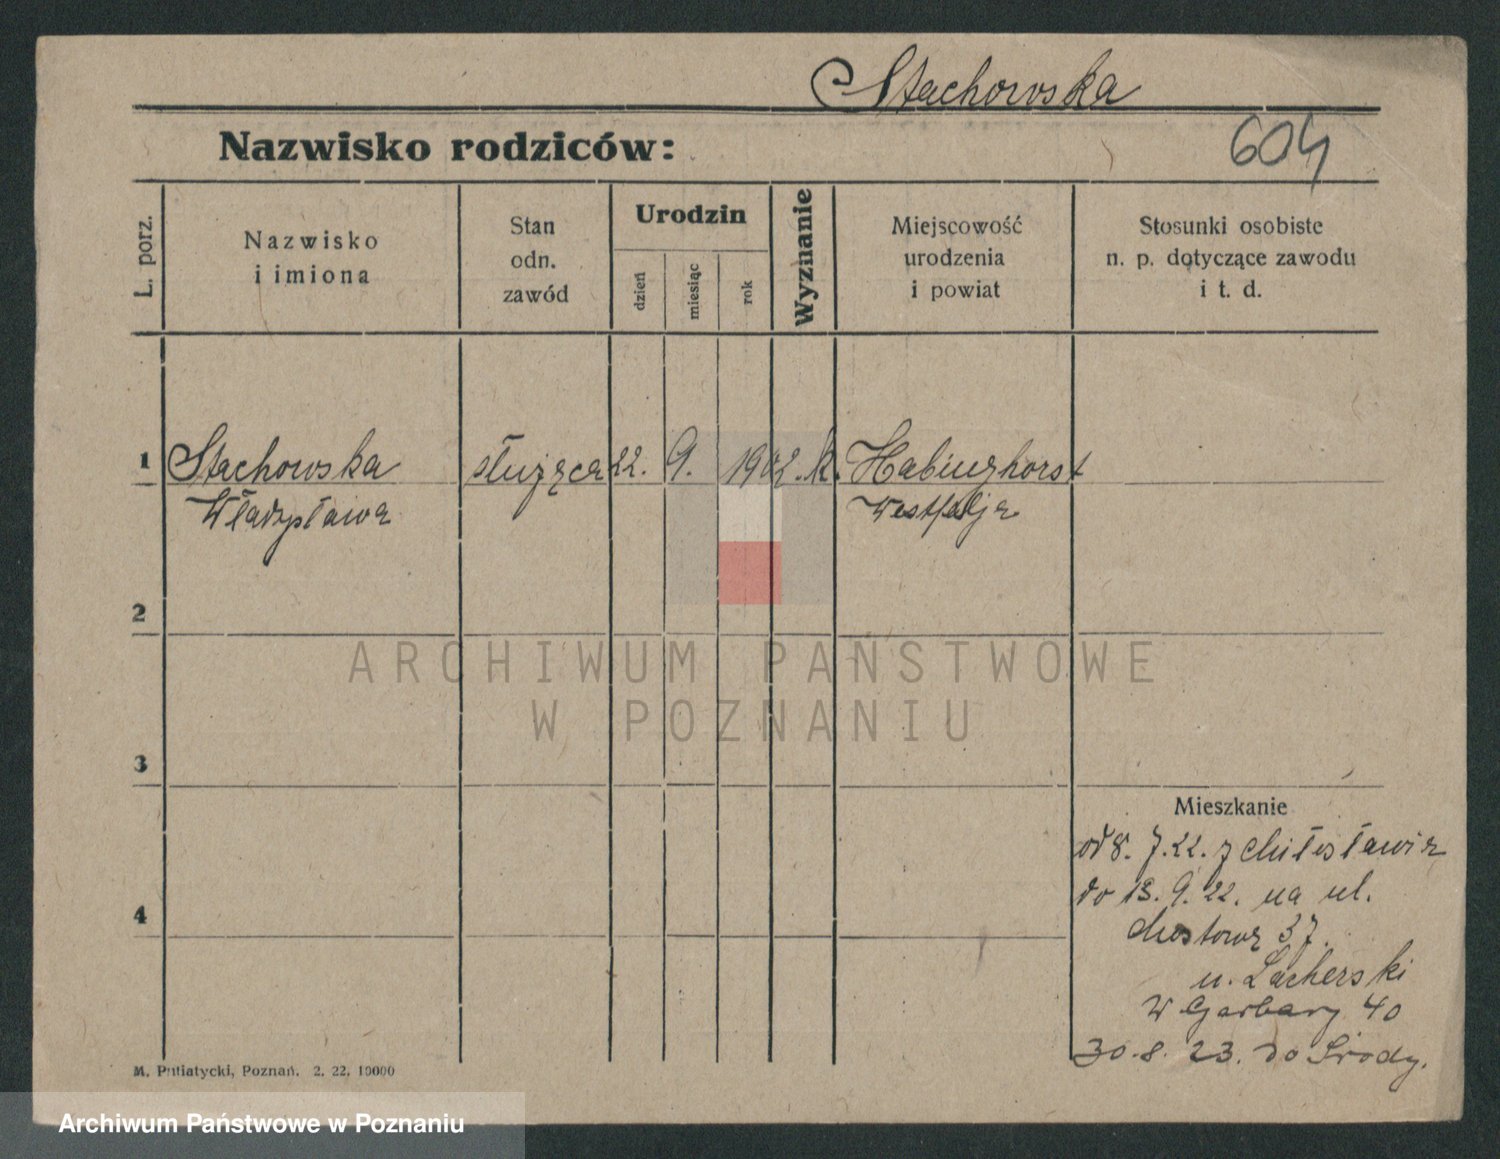 Stachowska
604
Nazwisko rodziców:
L. porz.
Nazwisko
i imiona
Stan
odn.
zawód
Urodzin
dzień
miesiąc
rok
Wyznanie
Miejscowość
urodzenia
i powiat
Stosunki osobiste
n. p. dotyczące zawodu
i t. d.
1 Stachowska służąca 22. 9. 1902. k. Habinghorst
Władysława Westfalja
2
ARCHIWUM PAŃSTWOWE
W POZNANIU
3
Mieszkanie
od 8. 7. 22. z
do 13. 9. 22. na ul.
Mostowa 37.
u. Lacherski
W Garbary 40
30. 8. 23. do Środy.
4
M. Putiatycki, Poznań. 2. 22. 10000
Archiwum Państwowe w Poznaniu